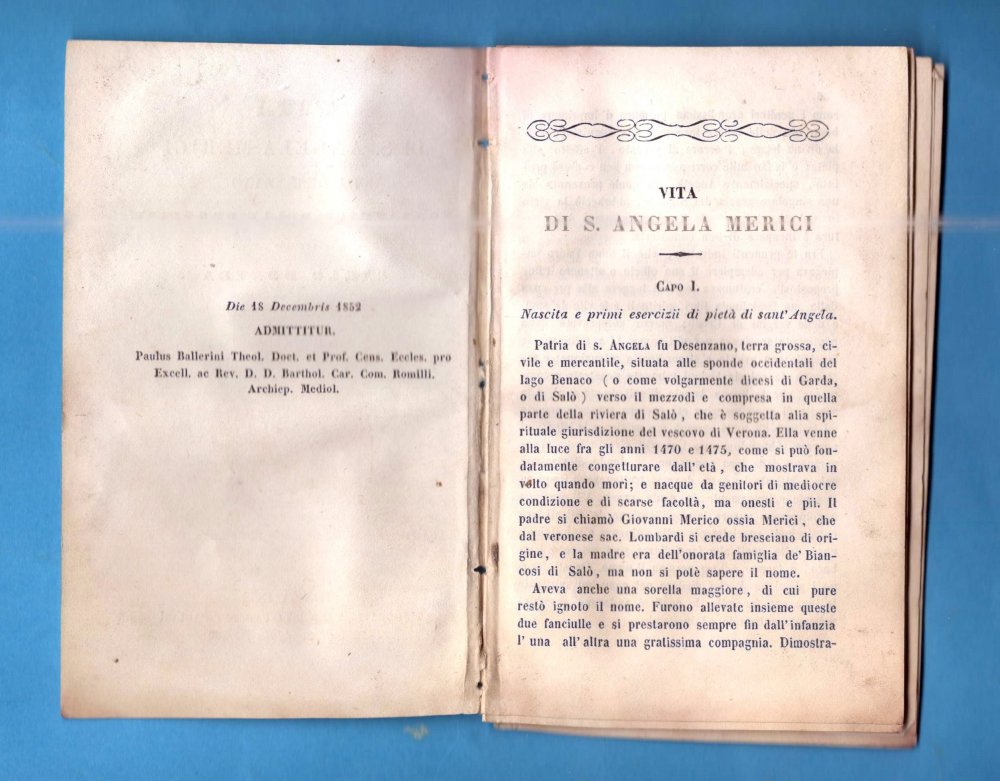 Die 18 Decembris 1852
ADMITTITUR.
Paulus Ballerini Theol. Doct. et Prof. Cens. Eccles. pro
Excell. ac Rev. D. D. Barthol. Car. Com. Romilli.
Archiep. Mediol.
VITA
DI S. ANGELA MERICI
CAPO I.
Nascita e primi esercizii di pietà di sant'Angela.
Patria di s. ANGELA fu Desenzano, terra grossa, ci-
vile e mercantile, situata alle sponde occidentali del
lago Benaco ( o come volgarmente dicesi di Garda,
o di Salò ) verso il mezzodì e compresa in quella
parte della riviera di Salò, che è soggetta alia spi-
rituale giurisdizione del vescovo di Verona. Ella venne
alla luce fra gli anni 1470 e 1475, come si può fon-
datamente congetturare dall'età, che mostrava in
volto quando morì; e nacque da genitori di mediocre
condizione e di scarse facoltà, ma onesti e pii. Il
padre si chiamò Giovanni Merico ossia Merici, che
dal veronese sac. Lombardi si crede bresciano di ori-
gine, e la madre era dell'onorata famiglia de' Bian-
cosi di Salò, ma non si potè sapere il nome.
Aveva anche una sorella maggiore, di cui pure
restò ignoto il nome. Furono allevate insieme queste
due fanciulle e si prestarono sempre fin dall'infanzia
l'una all'altra una gratissima compagnia. Dimostra-